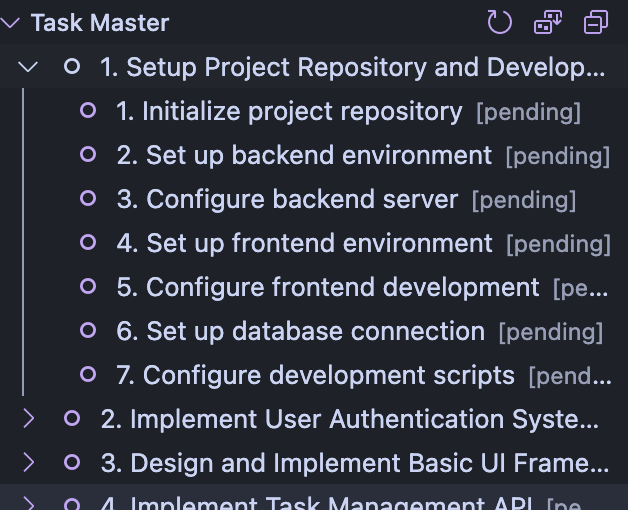 Task Master
1. Setup Project Repository and Develop...
1. Initialize project repository [pending]
2. Set up backend environment [pending]
3. Configure backend server [pending]
4. Set up frontend environment [pending]
5. Configure frontend development [pe...
6. Set up database connection [pending]
7. Configure development scripts [pend...
2. Implement User Authentication Syste...
3. Design and Implement Basic UI Frame...
4. Implement Task Management API [pe...